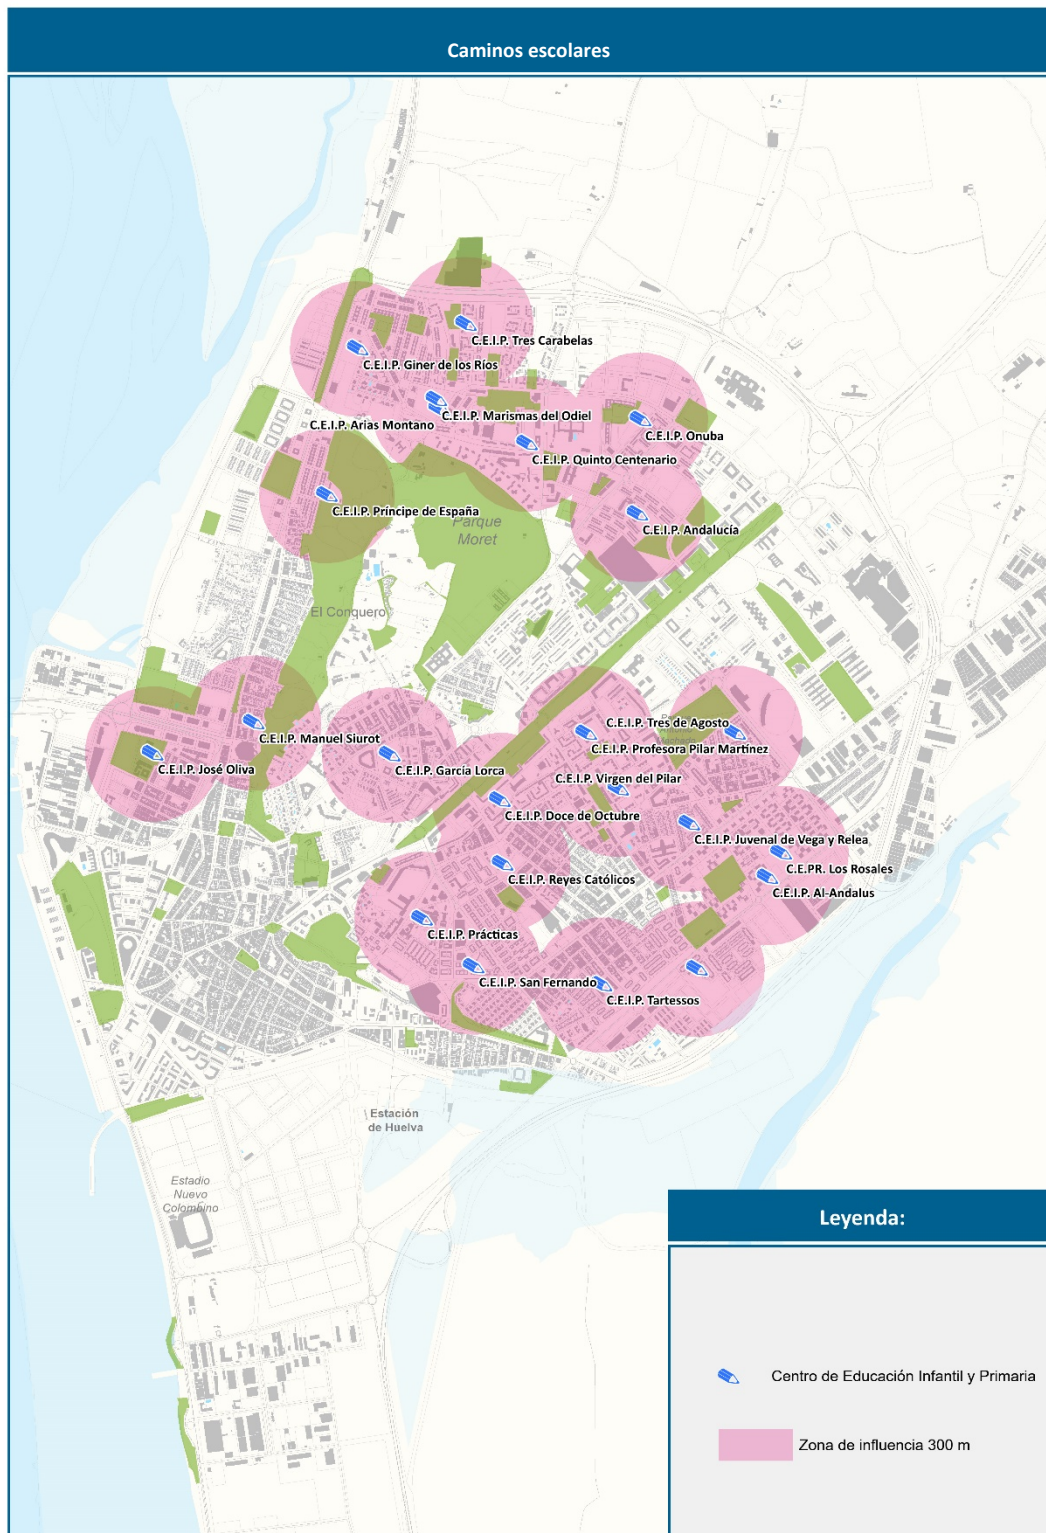 Caminos escolares
C.E.I.P. Tres Carabelas
C.E.I.P. Giner de los Ríos
C.E.I.P. Marismas del Odiel
C.E.I.P. Arias Montano
C.E.I.P. Onuba
C.E.I.P. Quinto Centenario
C.E.I.P. Príncipe de España
Parque
Moret
C.E.I.P. Andalucía
El Conquero
C.E.I.P. Tres de Agosto
C.E.I.P. Manuel Siurot
C.E.I.P. Profesora Pilar Martínez
C.E.I.P. José Oliva
C.E.I.P. García Lorca
C.E.I.P. Virgen del Pilar
C.E.I.P. Doce de Octubre
C.E.I.P. Juvenal de Vega y Relea
C.E.PR. Los Rosales
C.E.I.P. Reyes Católicos
C.E.I.P. Al-Andalus
C.E.I.P. Prácticas
C.E.I.P. San Fernando
C.E.I.P. Tartessos
Estación
de Huelva
Estadio
Nuevo
Colombino
Leyenda:
Centro de Educación Infantil y Primaria
Zona de influencia 300 m